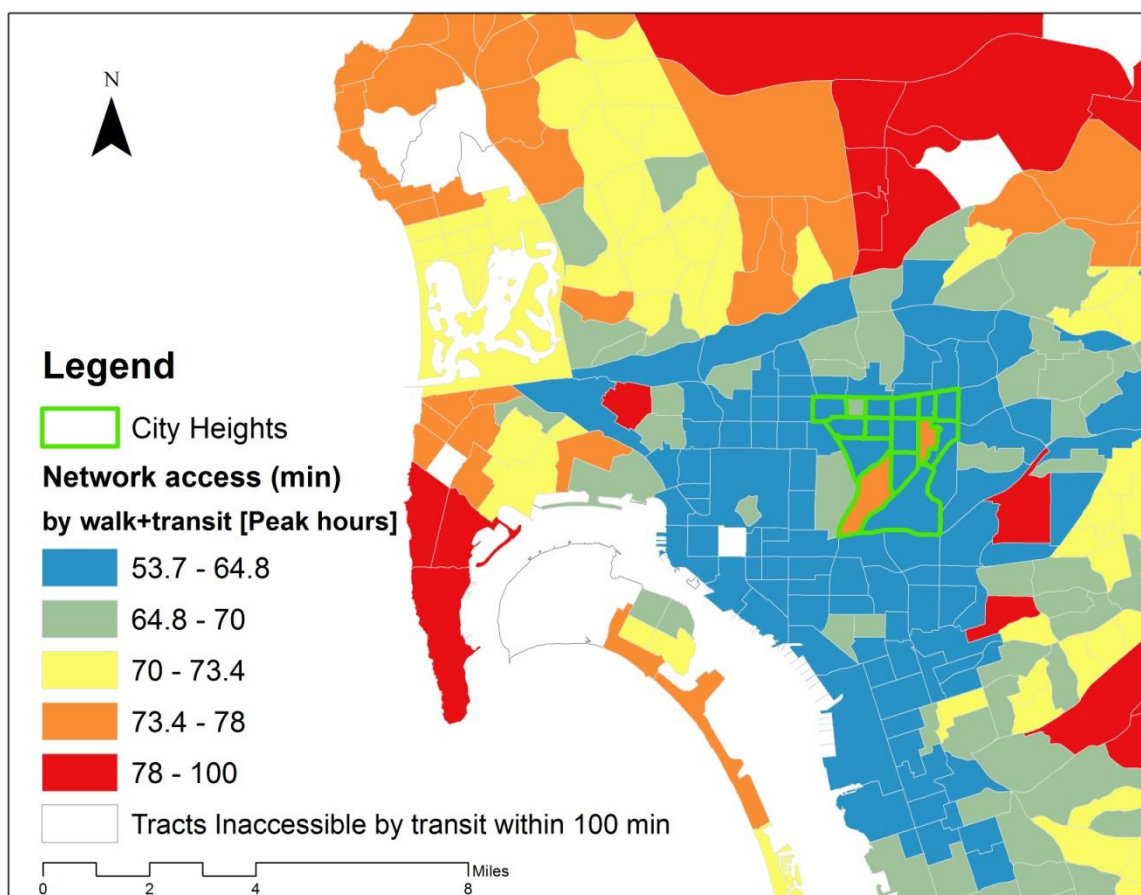 N
Legend
City Heights
Network access (min)
by walk+transit [Peak hours]
53.7 - 64.8
64.8 - 70
70 - 73.4
73.4 - 78
78 - 100
Tracts Inaccessible by transit within 100 min
Miles
0 2 4 8